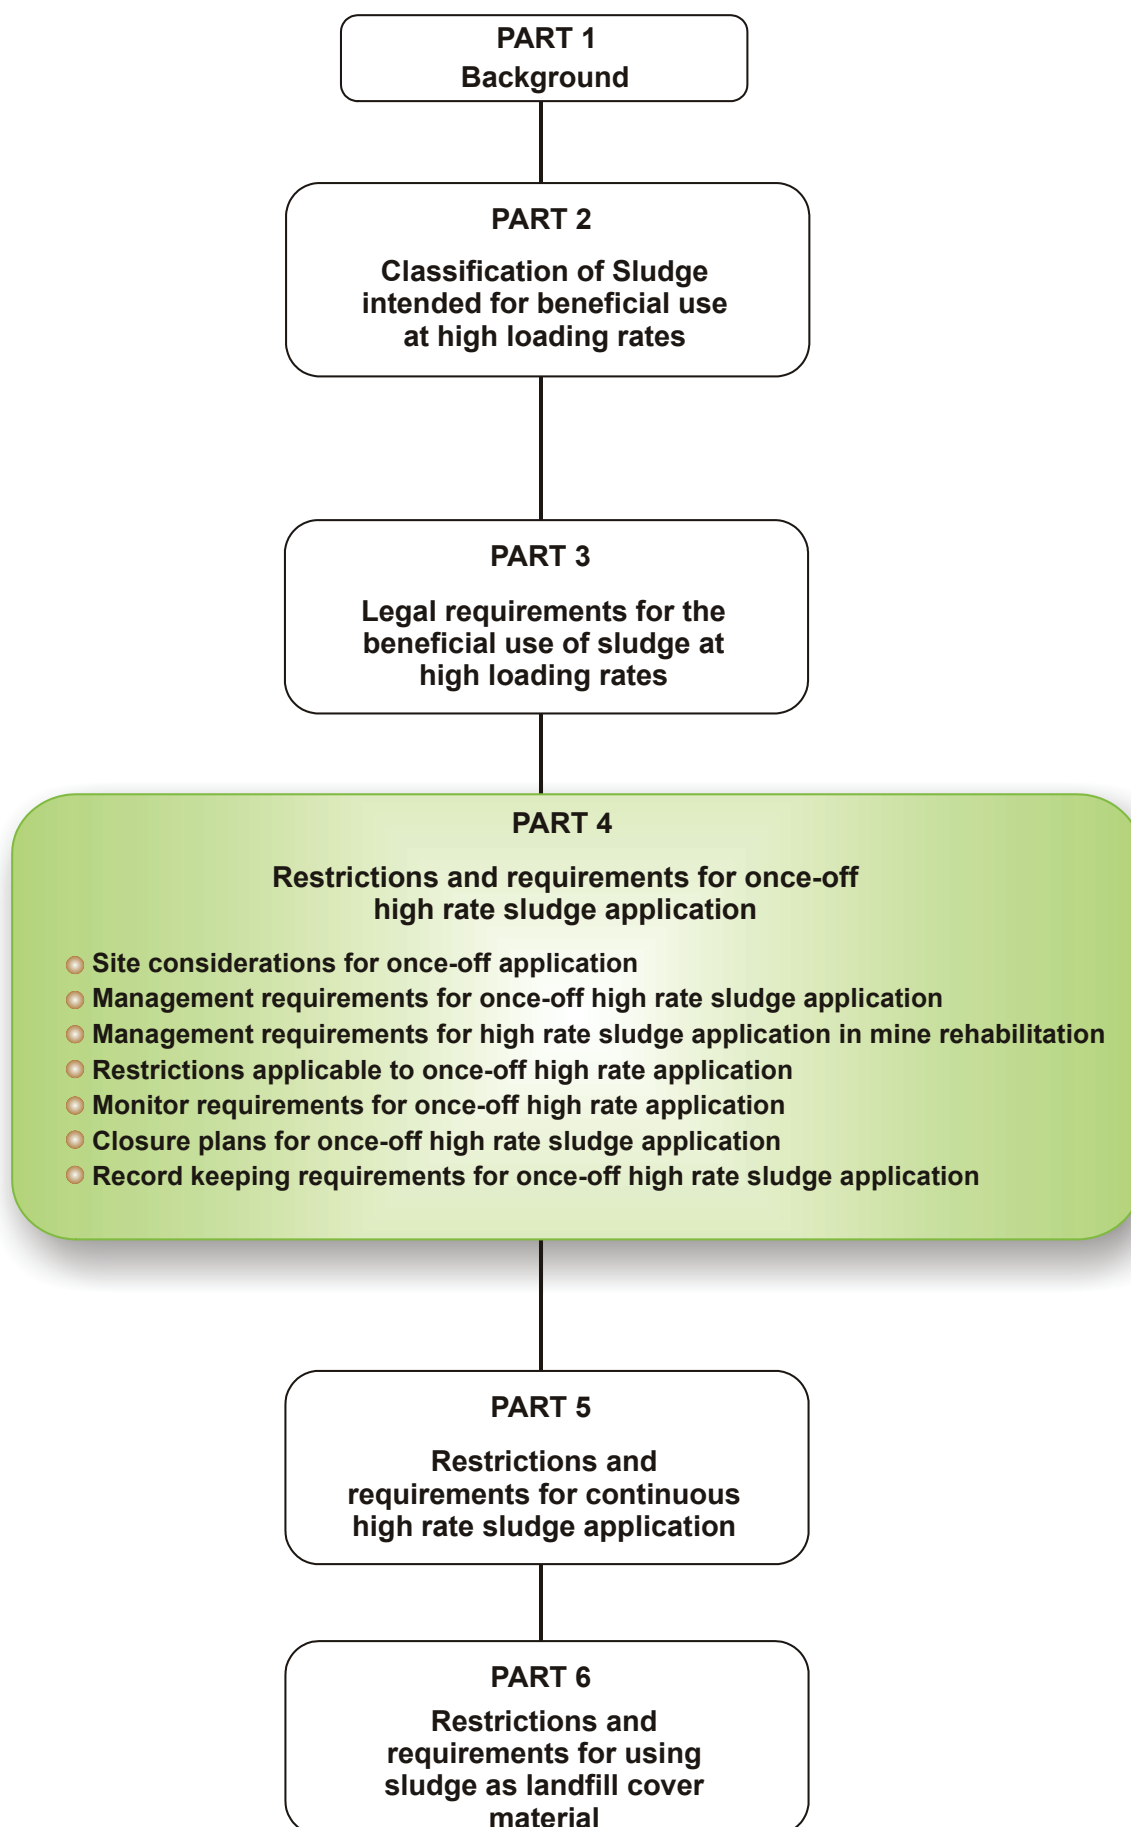 PART 1
Background
PART 2
Classification of Sludge
intended for beneficial use
at high loading rates
PART 3
Legal requirements for the
beneficial use of sludge at
high loading rates
PART 4
Restrictions and requirements for once-off
high rate sludge application
Site considerations for once-off application
Management requirements for once-off high rate sludge application
Management requirements for high rate sludge application in mine rehabilitation
Restrictions applicable to once-off high rate application
Monitor requirements for once-off high rate application
Closure plans for once-off high rate sludge application
Record keeping requirements for once-off high rate sludge application
PART 5
Restrictions and
requirements for continuous
high rate sludge application
PART 6
Restrictions and
requirements for using
sludge as landfill cover
material